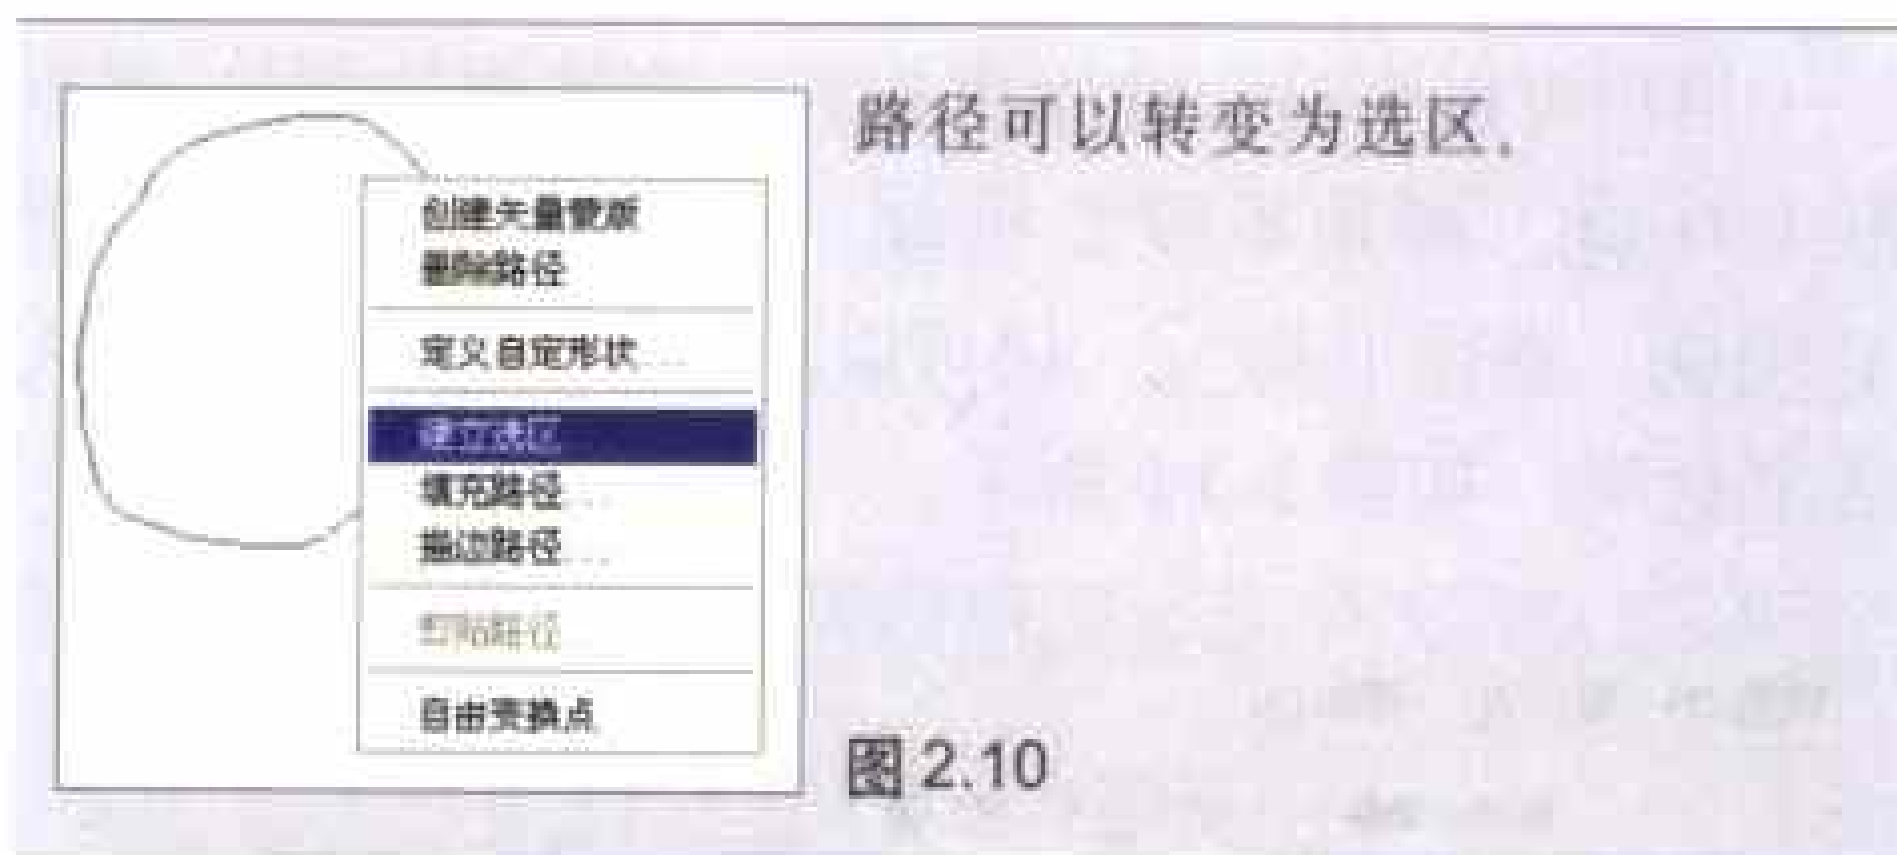 路径可以转变为选区。
创建矢量蒙版
删除路径
定义自定形状...
建立选区
填充路径...
描边路径...
剪贴路径
自由变换点
图2.10